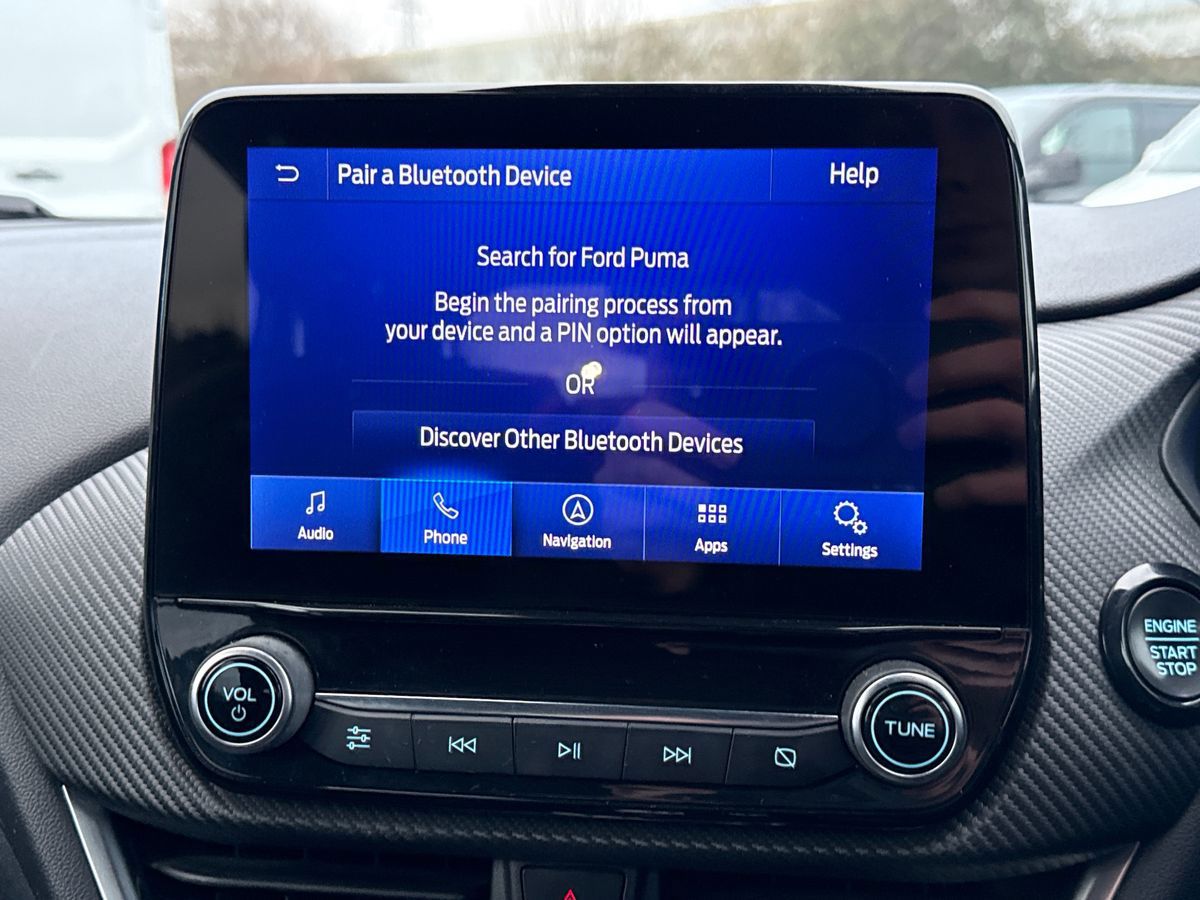 Pair a Bluetooth Device
Help
Search for Ford Puma
Begin the pairing process from
your device and a PIN option will appear.
OR
Discover Other Bluetooth Devices
Audio
Phone
Navigation
Apps
Settings
VOL
TUNE
ENGINE
START
STOP